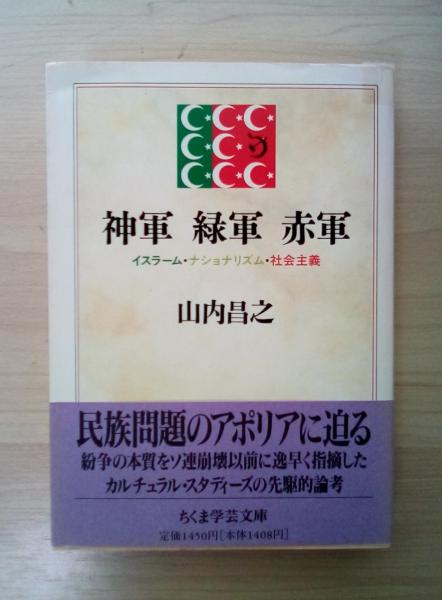 神軍 緑軍 赤軍
イスラーム・ナショナリズム・社会主義
山内昌之
民族問題のアポリアに迫る
紛争の本質をソ連崩壊以前に逸早く指摘した
カルチュラル・スタディーズの先駆的論考
ちくま学芸文庫
定価1450円[本体1408円]